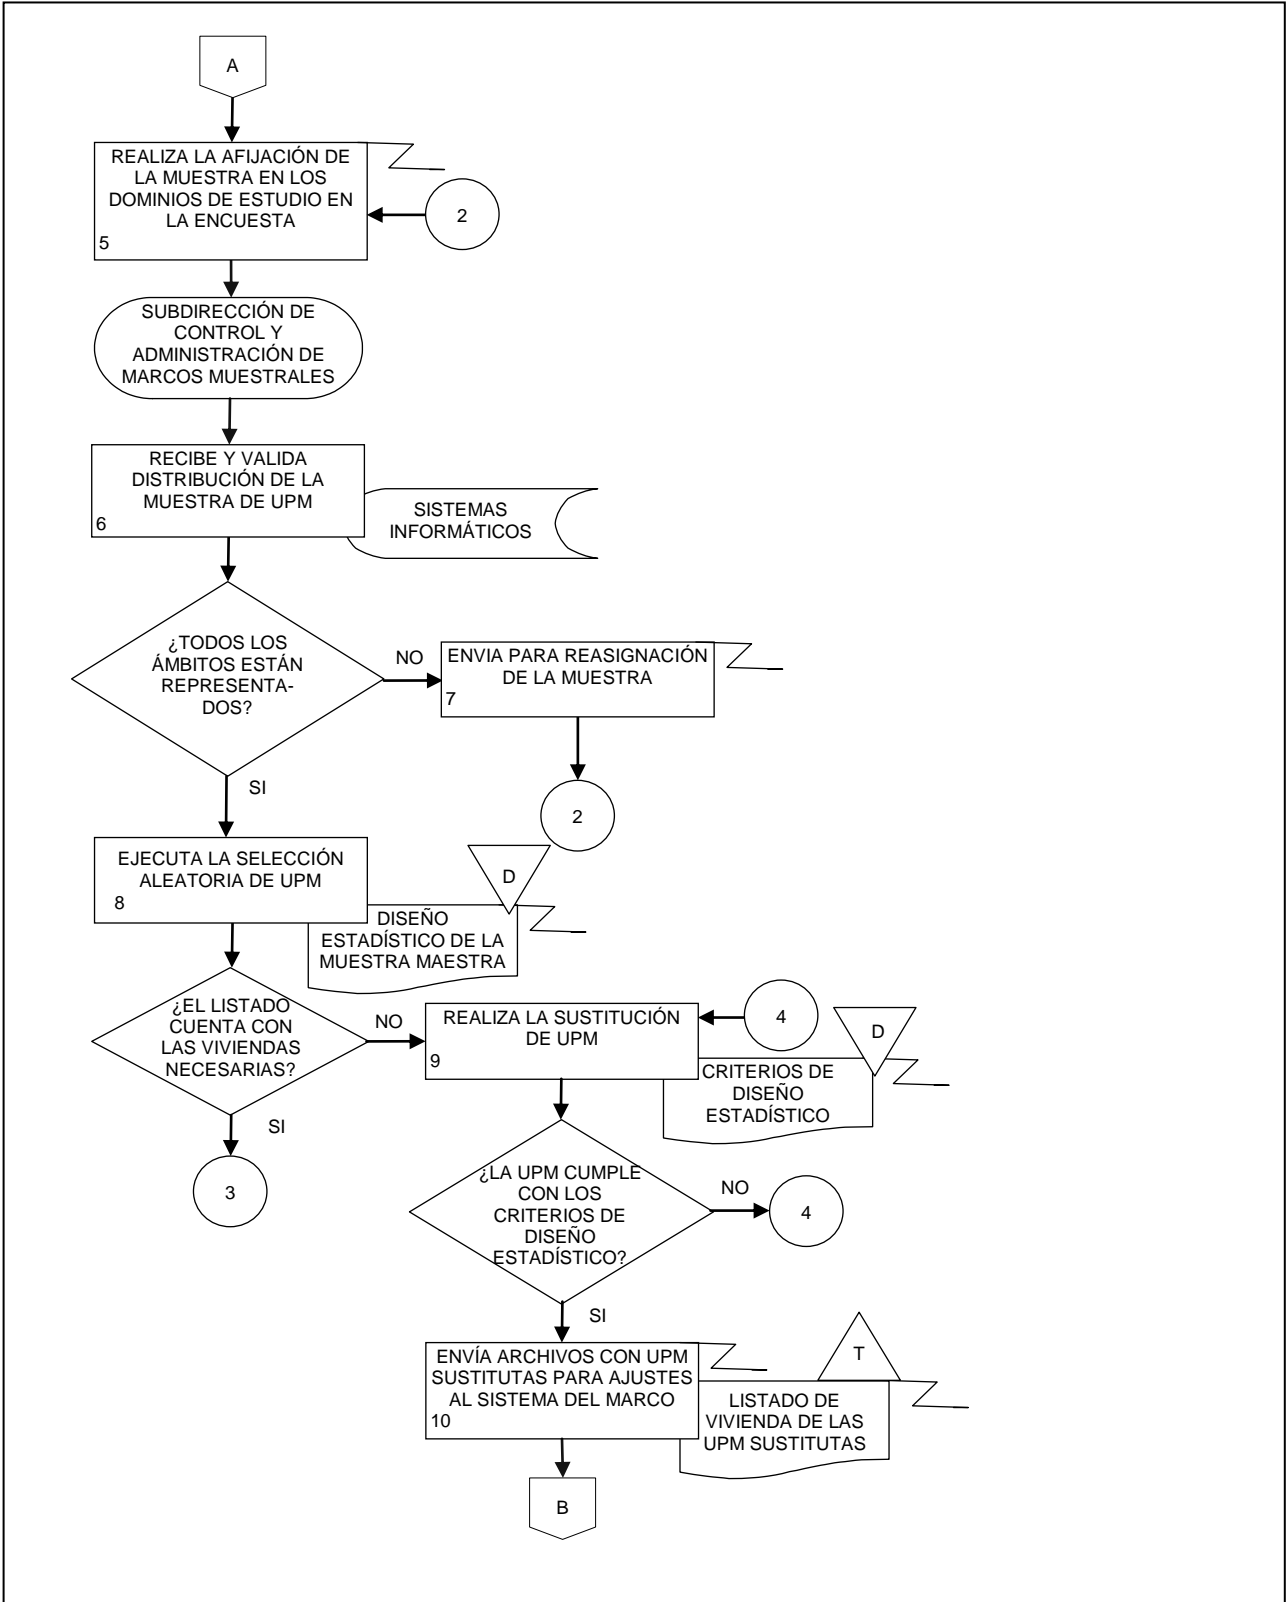 A
REALIZA LA AFIJACIÓN DE
LA MUESTRA EN LOS
DOMINIOS DE ESTUDIO EN
LA ENCUESTA
5
2
SUBDIRECCIÓN DE
CONTROL Y
ADMINISTRACIÓN DE
MARCOS MUESTRALES
RECIBE Y VALIDA
DISTRIBUCIÓN DE LA
MUESTRA DE UPM
6
SISTEMAS
INFORMÁTICOS
¿TODOS LOS
ÁMBITOS ESTÁN
REPRESENTA-
DOS?
NO
ENVIA PARA REASIGNACIÓN
DE LA MUESTRA
7
SI
2
EJECUTA LA SELECCIÓN
ALEATORIA DE UPM
8
D
DISEÑO
ESTADÍSTICO DE LA
MUESTRA MAESTRA
¿EL LISTADO
CUENTA CON
LAS VIVIENDAS
NECESARIAS?
NO
REALIZA LA SUSTITUCIÓN
DE UPM
9
4
D
CRITERIOS DE
DISEÑO
ESTADÍSTICO
SI
3
¿LA UPM CUMPLE
CON LOS
CRITERIOS DE
DISEÑO
ESTADÍSTICO?
NO
4
SI
ENVÍA ARCHIVOS CON UPM
SUSTITUTAS PARA AJUSTES
AL SISTEMA DEL MARCO
10
T
LISTADO DE
VIVIENDA DE LAS
UPM SUSTITUTAS
B